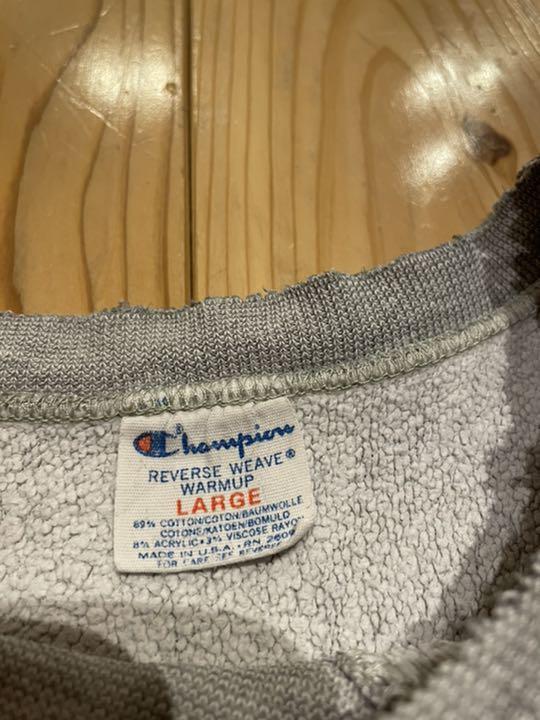 Champion
REVERSE WEAVE®
WARMUP
LARGE
89% COTTON/COTON/BAUMWOLLE
COTONE/KATOEN/BOMULD
8% ACRYLIC•3% VISCOSE RAYON
MADE IN U.S.A. • RN 26094
FOR CARE SEE REVERSE